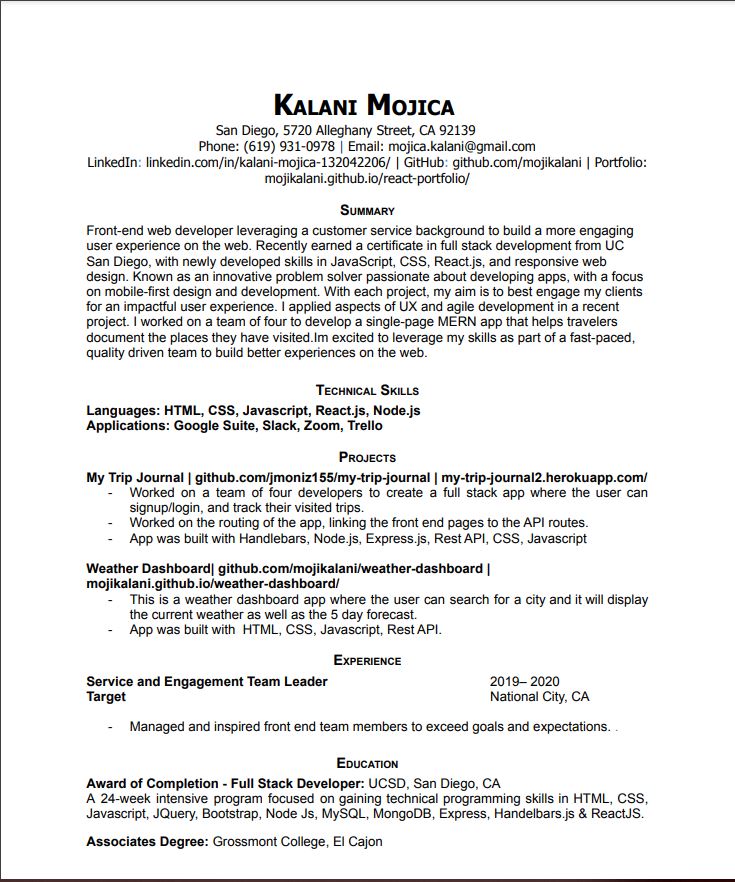 KALANI MOJICA
San Diego, 5720 Alleghany Street, CA 92139
Phone: (619) 931-0978 | Email: mojica.kalani@gmail.com
LinkedIn: linkedin.com/in/kalani-mojica-132042206/ | GitHub: github.com/mojikalani | Portfolio:
mojikalani.github.io/react-portfolio/
SUMMARY
Front-end web developer leveraging a customer service background to build a more engaging
user experience on the web. Recently earned a certificate in full stack development from UC
San Diego, with newly developed skills in JavaScript, CSS, React.js, and responsive web
design. Known as an innovative problem solver passionate about developing apps, with a focus
on mobile-first design and development. With each project, my aim is to best engage my clients
for an impactful user experience. I applied aspects of UX and agile development in a recent
project. I worked on a team of four to develop a single-page MERN app that helps travelers
document the places they have visited.Im excited to leverage my skills as part of a fast-paced,
quality driven team to build better experiences on the web.
TECHNICAL SKILLS
Languages: HTML, CSS, Javascript, React.js, Node.js
Applications: Google Suite, Slack, Zoom, Trello
PROJECTS
My Trip Journal | github.com/jmoniz155/my-trip-journal | my-trip-journal2.herokuapp.com/
- Worked on a team of four developers to create a full stack app where the user can
signup/login, and track their visited trips.
- Worked on the routing of the app, linking the front end pages to the API routes.
- App was built with Handlebars, Node.js, Express.js, Rest API, CSS, Javascript
Weather Dashboard| github.com/mojikalani/weather-dashboard |
mojikalani.github.io/weather-dashboard/
- This is a weather dashboard app where the user can search for a city and it will display
the current weather as well as the 5 day forecast.
- App was built with HTML, CSS, Javascript, Rest API.
EXPERIENCE
Service and Engagement Team Leader 2019– 2020
Target National City, CA
- Managed and inspired front end team members to exceed goals and expectations. .
EDUCATION
Award of Completion - Full Stack Developer: UCSD, San Diego, CA
A 24-week intensive program focused on gaining technical programming skills in HTML, CSS,
Javascript, JQuery, Bootstrap, Node Js, MySQL, MongoDB, Express, Handelbars.js & ReactJS.
Associates Degree: Grossmont College, El Cajon